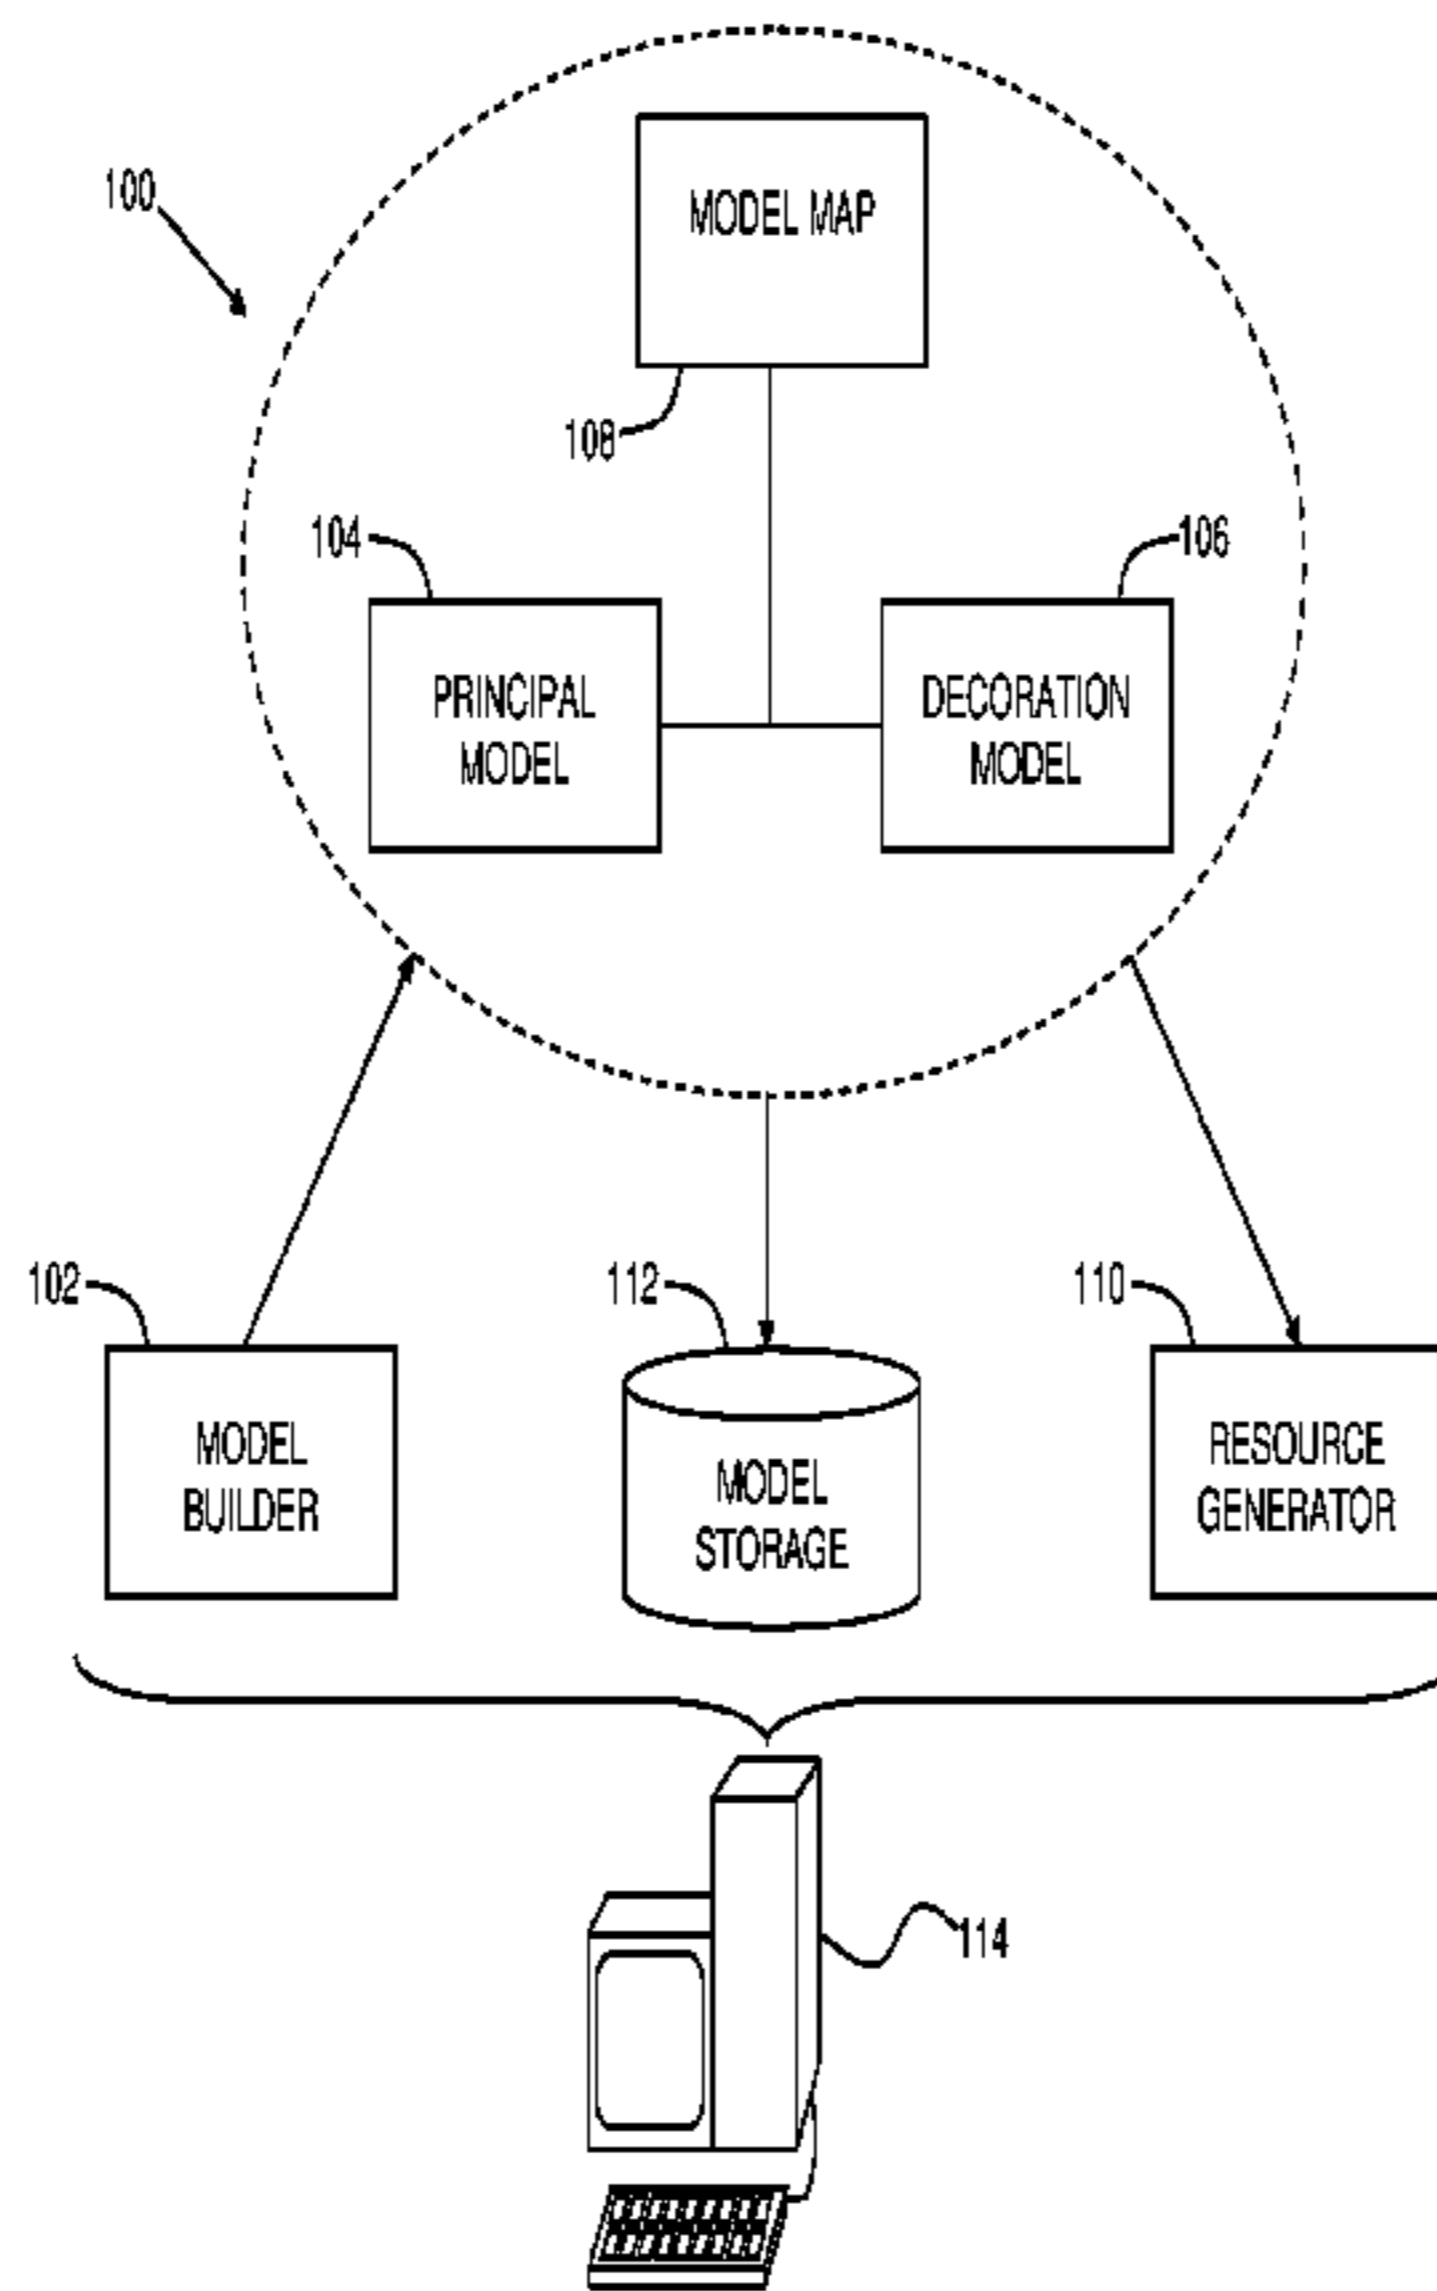 100
MODEL MAP
108
104
106
PRINCIPAL
MODEL
DECORATION
MODEL
102
112
110
MODEL
BUILDER
MODEL
STORAGE
RESOURCE
GENERATOR
114